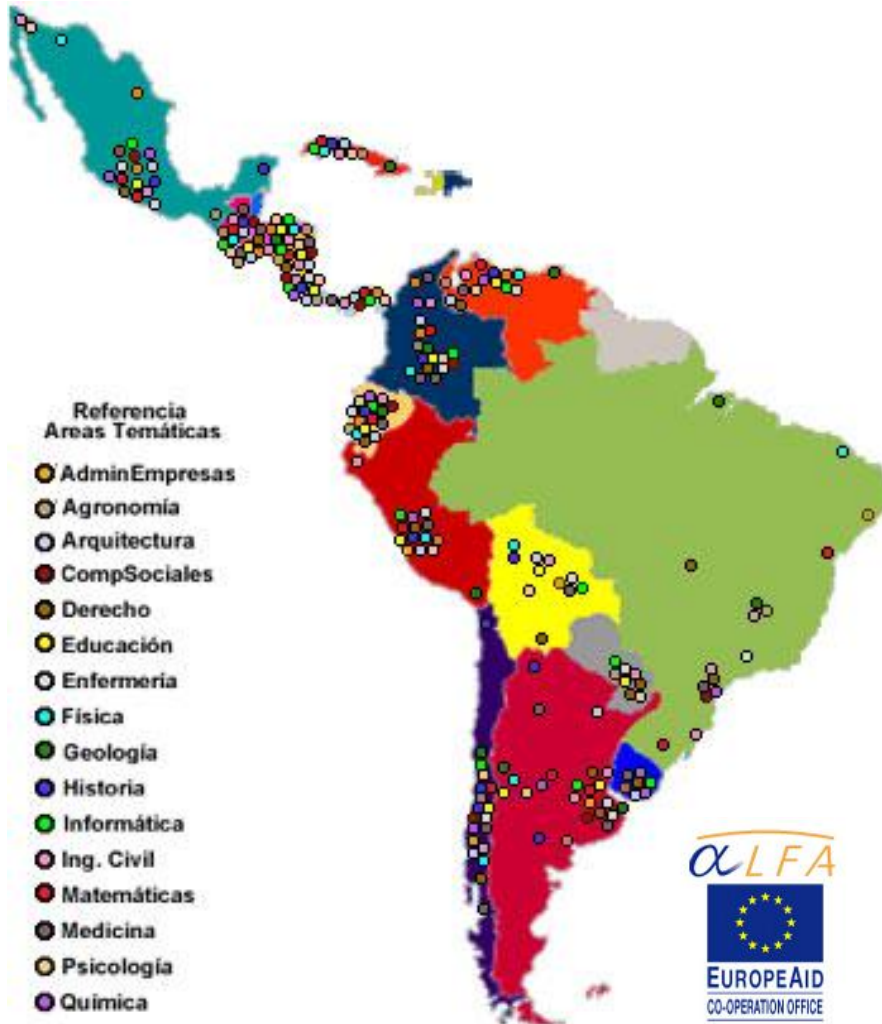 Referencia
Areas Temáticas
AdminEmpresas
Agronomía
Arquitectura
CompSociales
Derecho
Educación
Enfermería
Física
Geología
Historia
Informática
Ing. Civil
Matemáticas
Medicina
Psicología
Química
αLFA
EUROPEAID
CO-OPERATION OFFICE